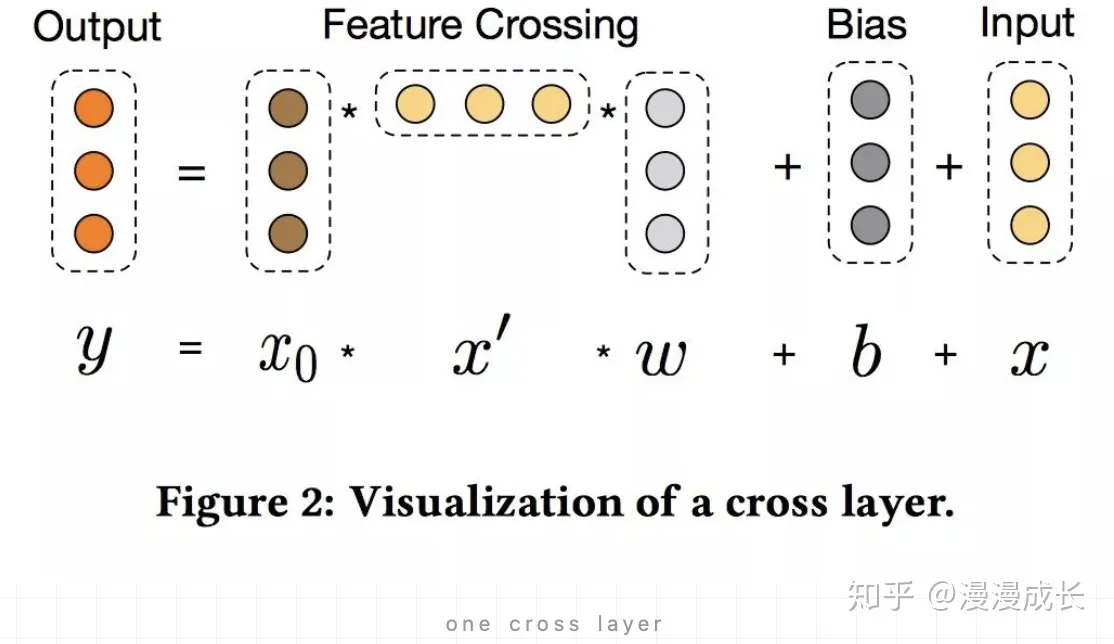 Output Feature Crossing Bias Input
= * * + +
y = x₀ * x′ * w + b + x
Figure 2: Visualization of a cross layer.
知乎 @漫漫成长
one cross layer